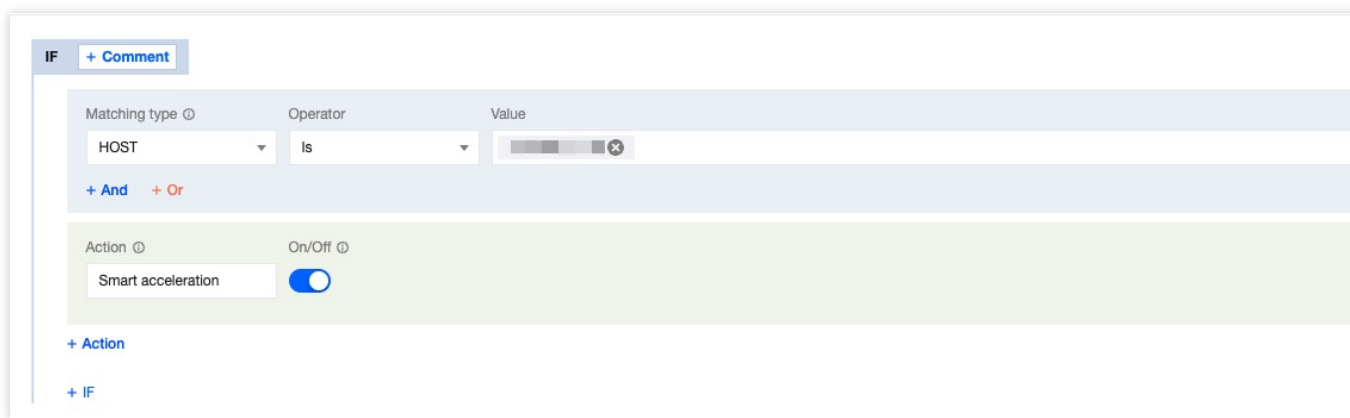 IF + Comment
Matching type Operator Value
HOST Is
+ And + Or
Action On/Off
Smart acceleration
+ Action
+ IF